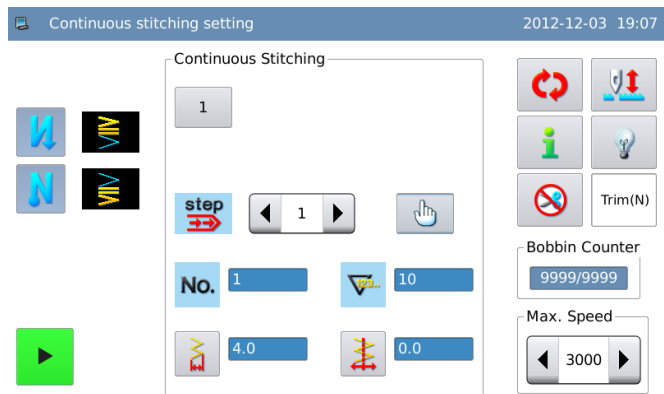 Continuous stitching setting
2012-12-03 19:07
Continuous Stitching
1
step
1
No.
1
123..
10
4.0
0.0
Trim(N)
Bobbin Counter
9999/9999
Max. Speed
3000